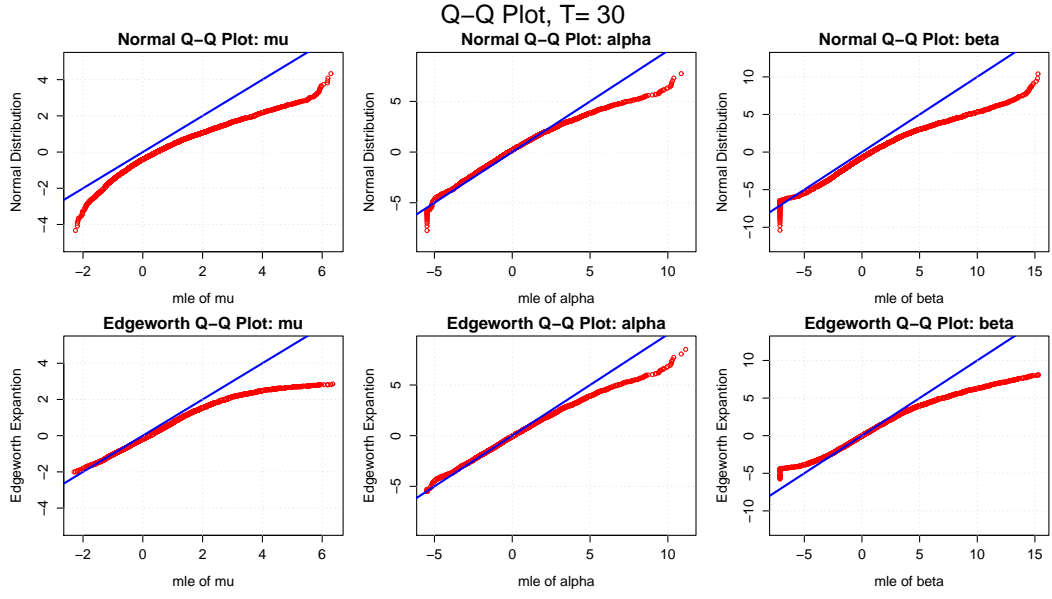 Q−Q Plot, T= 30
Normal Q−Q Plot: mu
Normal Distribution
−4 −2 0 2 4
−2 0 2 4 6
mle of mu
Normal Q−Q Plot: alpha
Normal Distribution
−5 0 5
−5 0 5 10
mle of alpha
Normal Q−Q Plot: beta
Normal Distribution
−10 −5 0 5 10
−5 0 5 10 15
mle of beta
Edgeworth Q−Q Plot: mu
Edgeworth Expantion
−4 −2 0 2 4
−2 0 2 4 6
mle of mu
Edgeworth Q−Q Plot: alpha
Edgeworth Expantion
−5 0 5
−5 0 5 10
mle of alpha
Edgeworth Q−Q Plot: beta
Edgeworth Expantion
−10 −5 0 5 10
−5 0 5 10 15
mle of beta